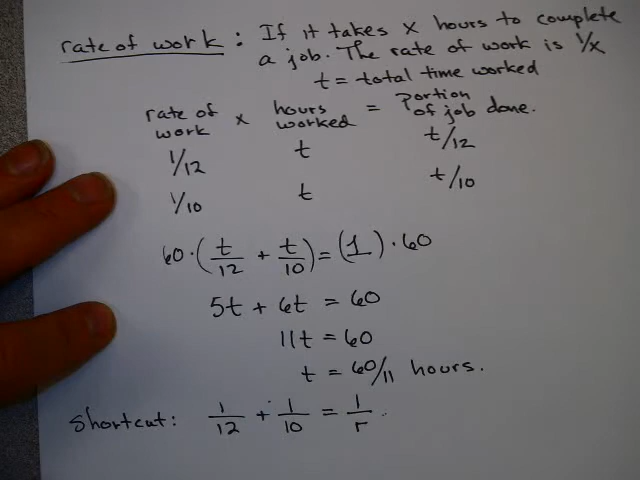 rate of work : If it takes x hours to complete
a job. The rate of work is 1/x
t = total time worked
rate of work x hours worked = portion of job done.
1/12 t t/12
1/10 t t/10
60·(t/12 + t/10) = (1)·60
5t + 6t = 60
11t = 60
t = 60/11 hours.
Shortcut: 1/12 + 1/10 = 1/r.